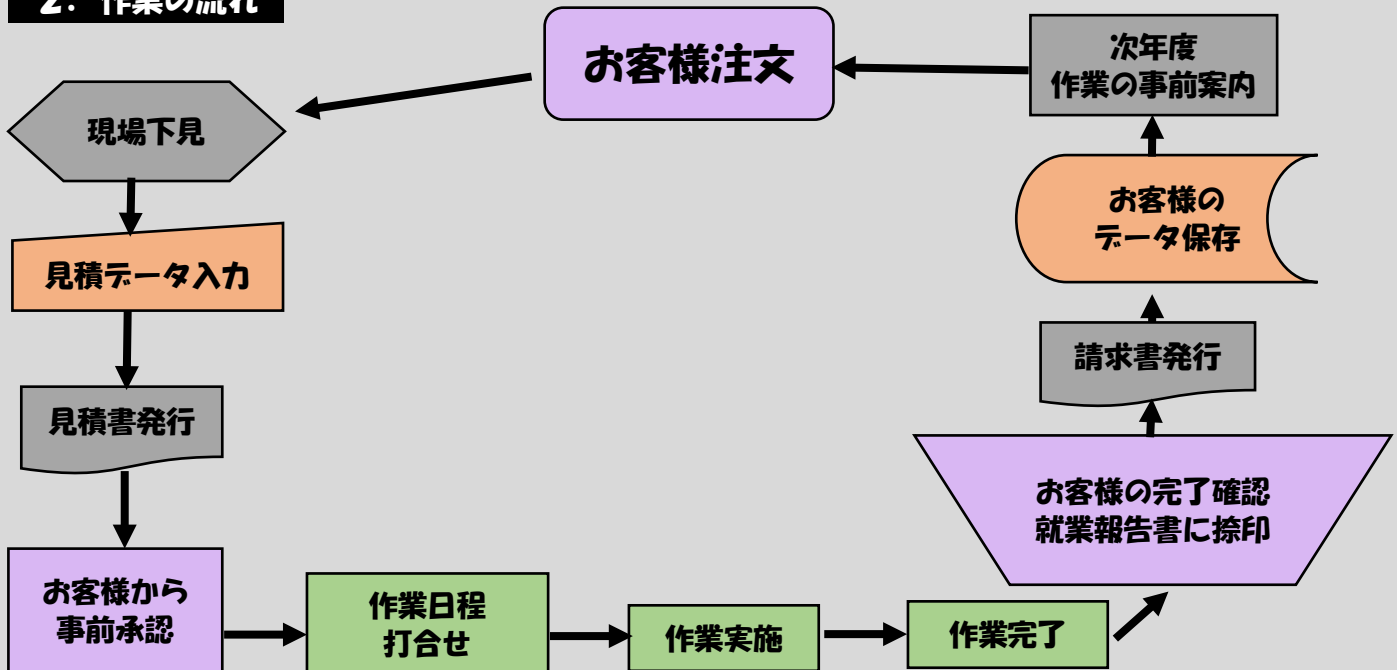 2．作業の流れ
お客様注文
現場下見
見積データ入力
見積書発行
お客様から
事前承認
作業日程
打合せ
作業実施
作業完了
お客様の完了確認
就業報告書に捺印
請求書発行
お客様の
データ保存
次年度
作業の事前案内